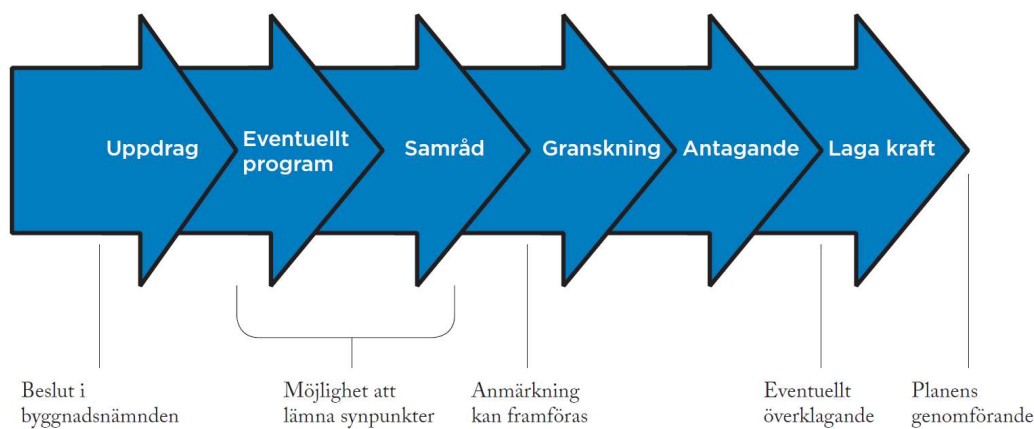 Uppdrag
Eventuellt
program
Samråd
Granskning
Antagande
Laga kraft
Beslut i
byggnadsnämnden
Möjlighet att
lämna synpunkter
Anmärkning
kan framföras
Eventuellt
överklagande
Planens
genomförande